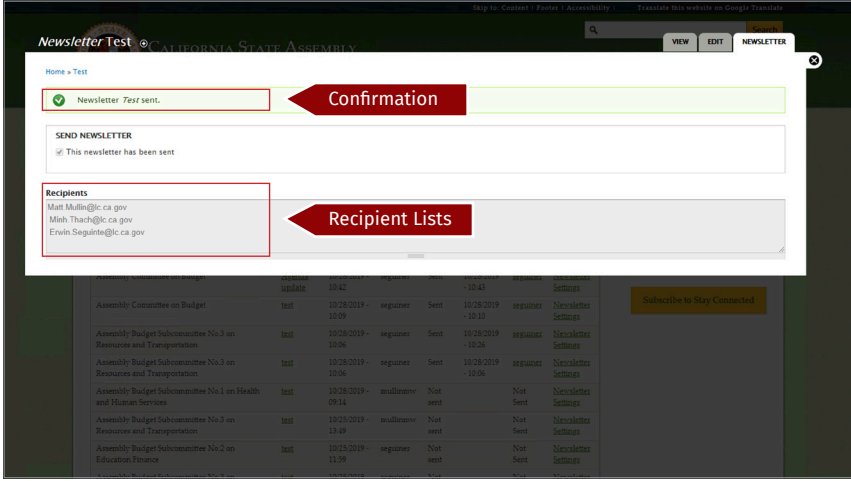 Skip to: Content | Footer | Accessibility | Translate this website on Google Translate
Search
Newsletter Test
CALIFORNIA STATE ASSEMBLY
VIEW EDIT NEWSLETTER
Home » Test
Newsletter Test sent.
Confirmation
SEND NEWSLETTER
This newsletter has been sent
Recipients
Matt.Mullin@lc.ca.gov
Minh.Thach@lc.ca.gov
Erwin.Seguinte@lc.ca.gov
Recipient Lists
Assembly Committee on Budget agenda 10/28/2019 - seguiner Sent 10/28/2019 seguiner Newsletter
update 10:42 - 10:43 Settings
Subscribe to Stay Connected
Assembly Committee on Budget test 10/28/2019 - seguiner Sent 10/28/2019 seguiner Newsletter
10:09 - 10:10 Settings
Assembly Budget Subcommittee No.3 on test 10/28/2019 - seguiner Sent 10/28/2019 seguiner Newsletter
Resources and Transportation 10:06 - 10:26 Settings
Assembly Budget Subcommittee No.3 on test 10/28/2019 - seguiner Sent 10/28/2019 seguiner Newsletter
Resources and Transportation 10:06 - 10:06 Settings
Assembly Budget Subcommittee No.1 on Health test 10/28/2019 - mullinmw Not Not Newsletter
and Human Services 09:14 sent Sent Settings
Assembly Budget Subcommittee No.3 on test 10/25/2019 - mullinmw Not Not Newsletter
Resources and Transportation 13:49 sent Sent Settings
Assembly Budget Subcommittee No.2 on test 10/25/2019 - seguiner Not Not Newsletter
Education Finance 11:39 sent Sent Settings